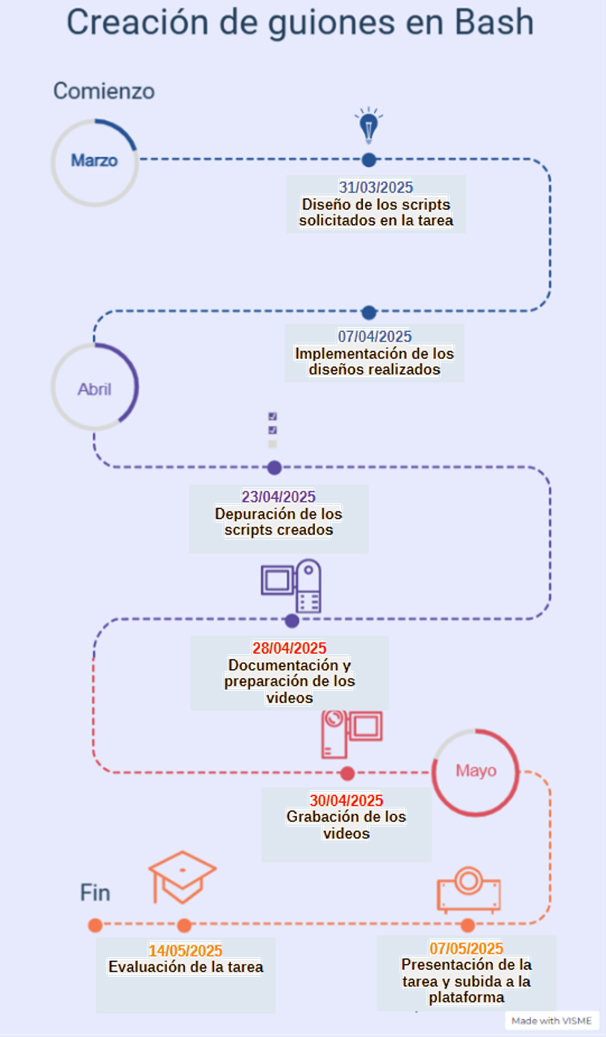 Creación de guiones en Bash
Comienzo
Marzo
31/03/2025
Diseño de los scripts
solicitados en la tarea
07/04/2025
Implementación de los
diseños realizados
Abril
23/04/2025
Depuración de los
scripts creados
28/04/2025
Documentación y
preparación de los
videos
Mayo
30/04/2025
Grabación de los
videos
Fin
14/05/2025
Evaluación de la tarea
07/05/2025
Presentación de la
tarea y subida a la
plataforma
Made with VISME